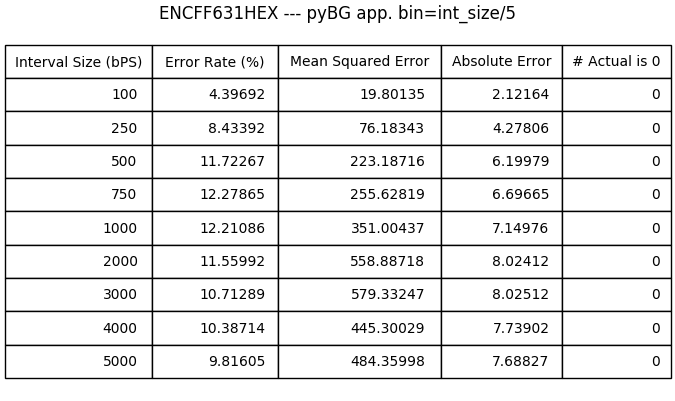 ENCFF631HEX --- pyBG app. bin=int_size/5
Interval Size (bPS) Error Rate (%) Mean Squared Error Absolute Error # Actual is 0
100 4.39692 19.80135 2.12164 0
250 8.43392 76.18343 4.27806 0
500 11.72267 223.18716 6.19979 0
750 12.27865 255.62819 6.69665 0
1000 12.21086 351.00437 7.14976 0
2000 11.55992 558.88718 8.02412 0
3000 10.71289 579.33247 8.02512 0
4000 10.38714 445.30029 7.73902 0
5000 9.81605 484.35998 7.68827 0